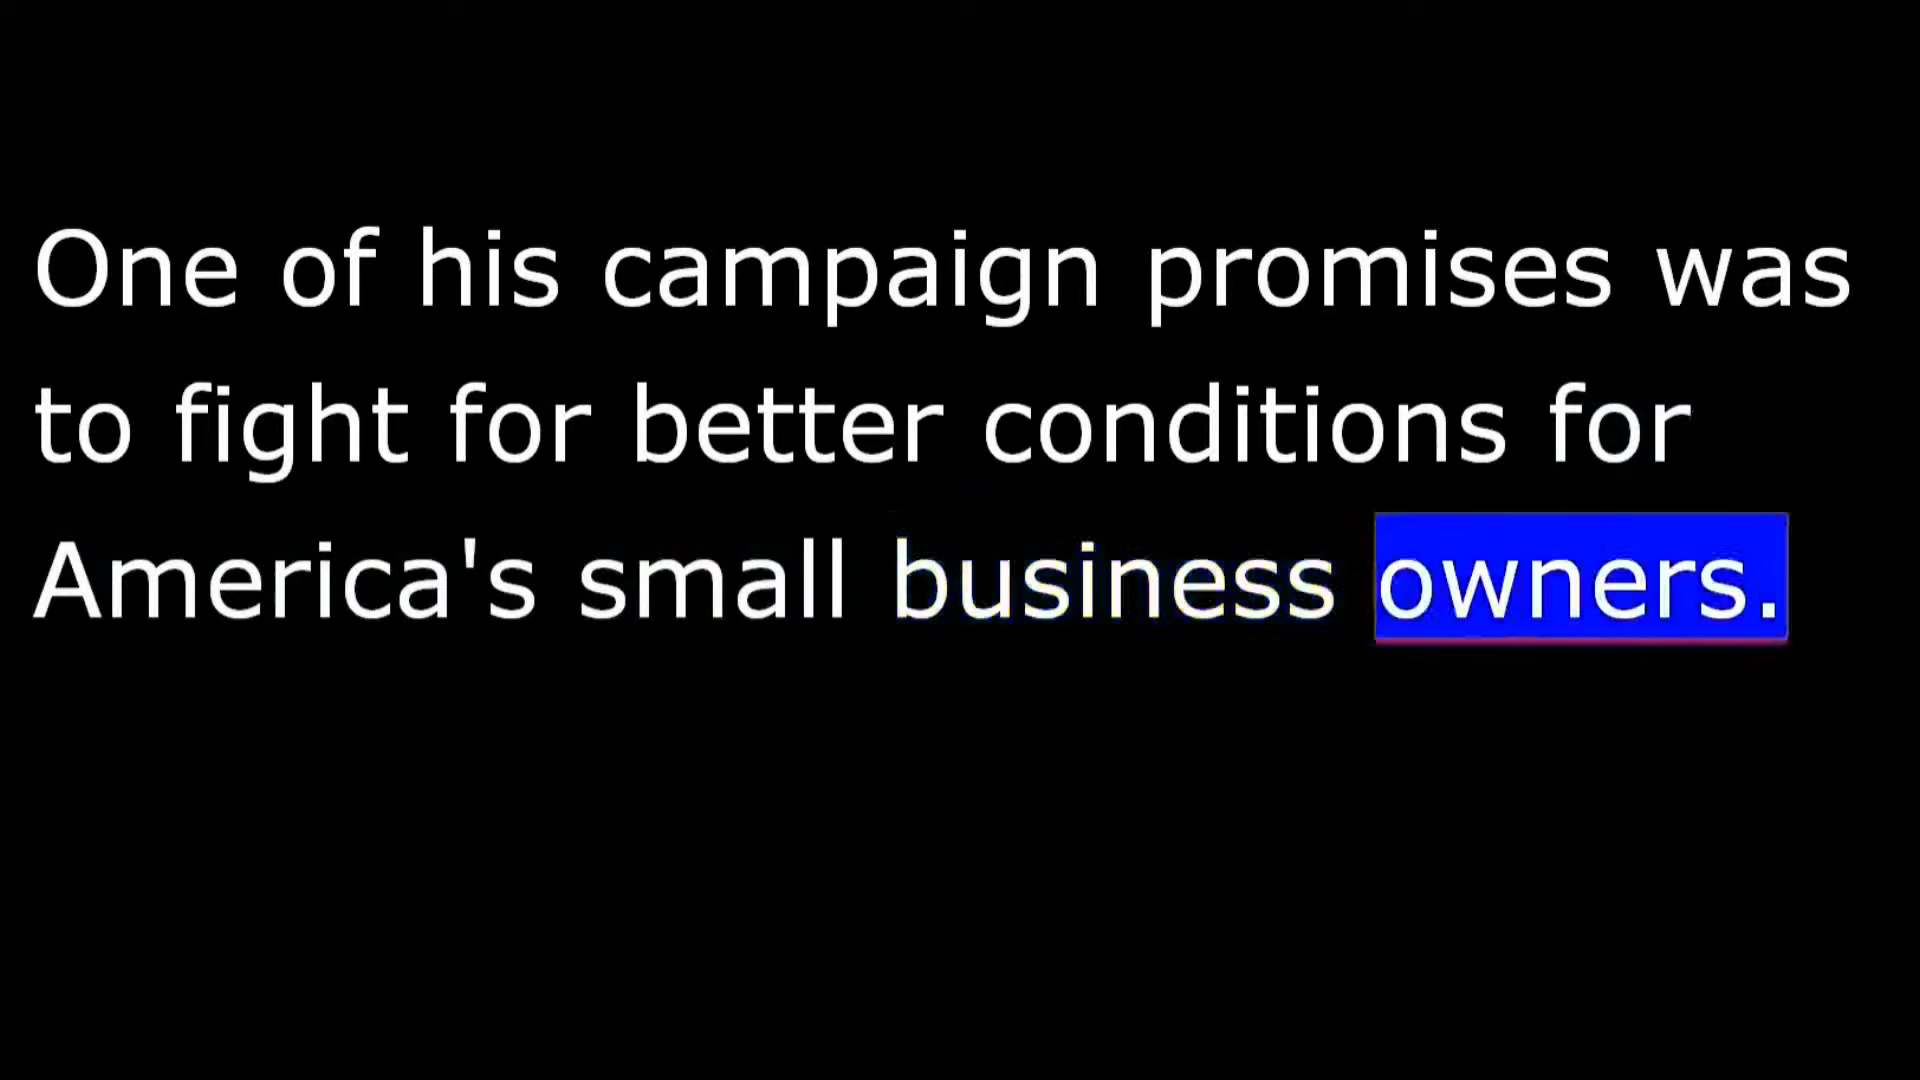 One of his campaign promises was
to fight for better conditions for
America's small business owners.